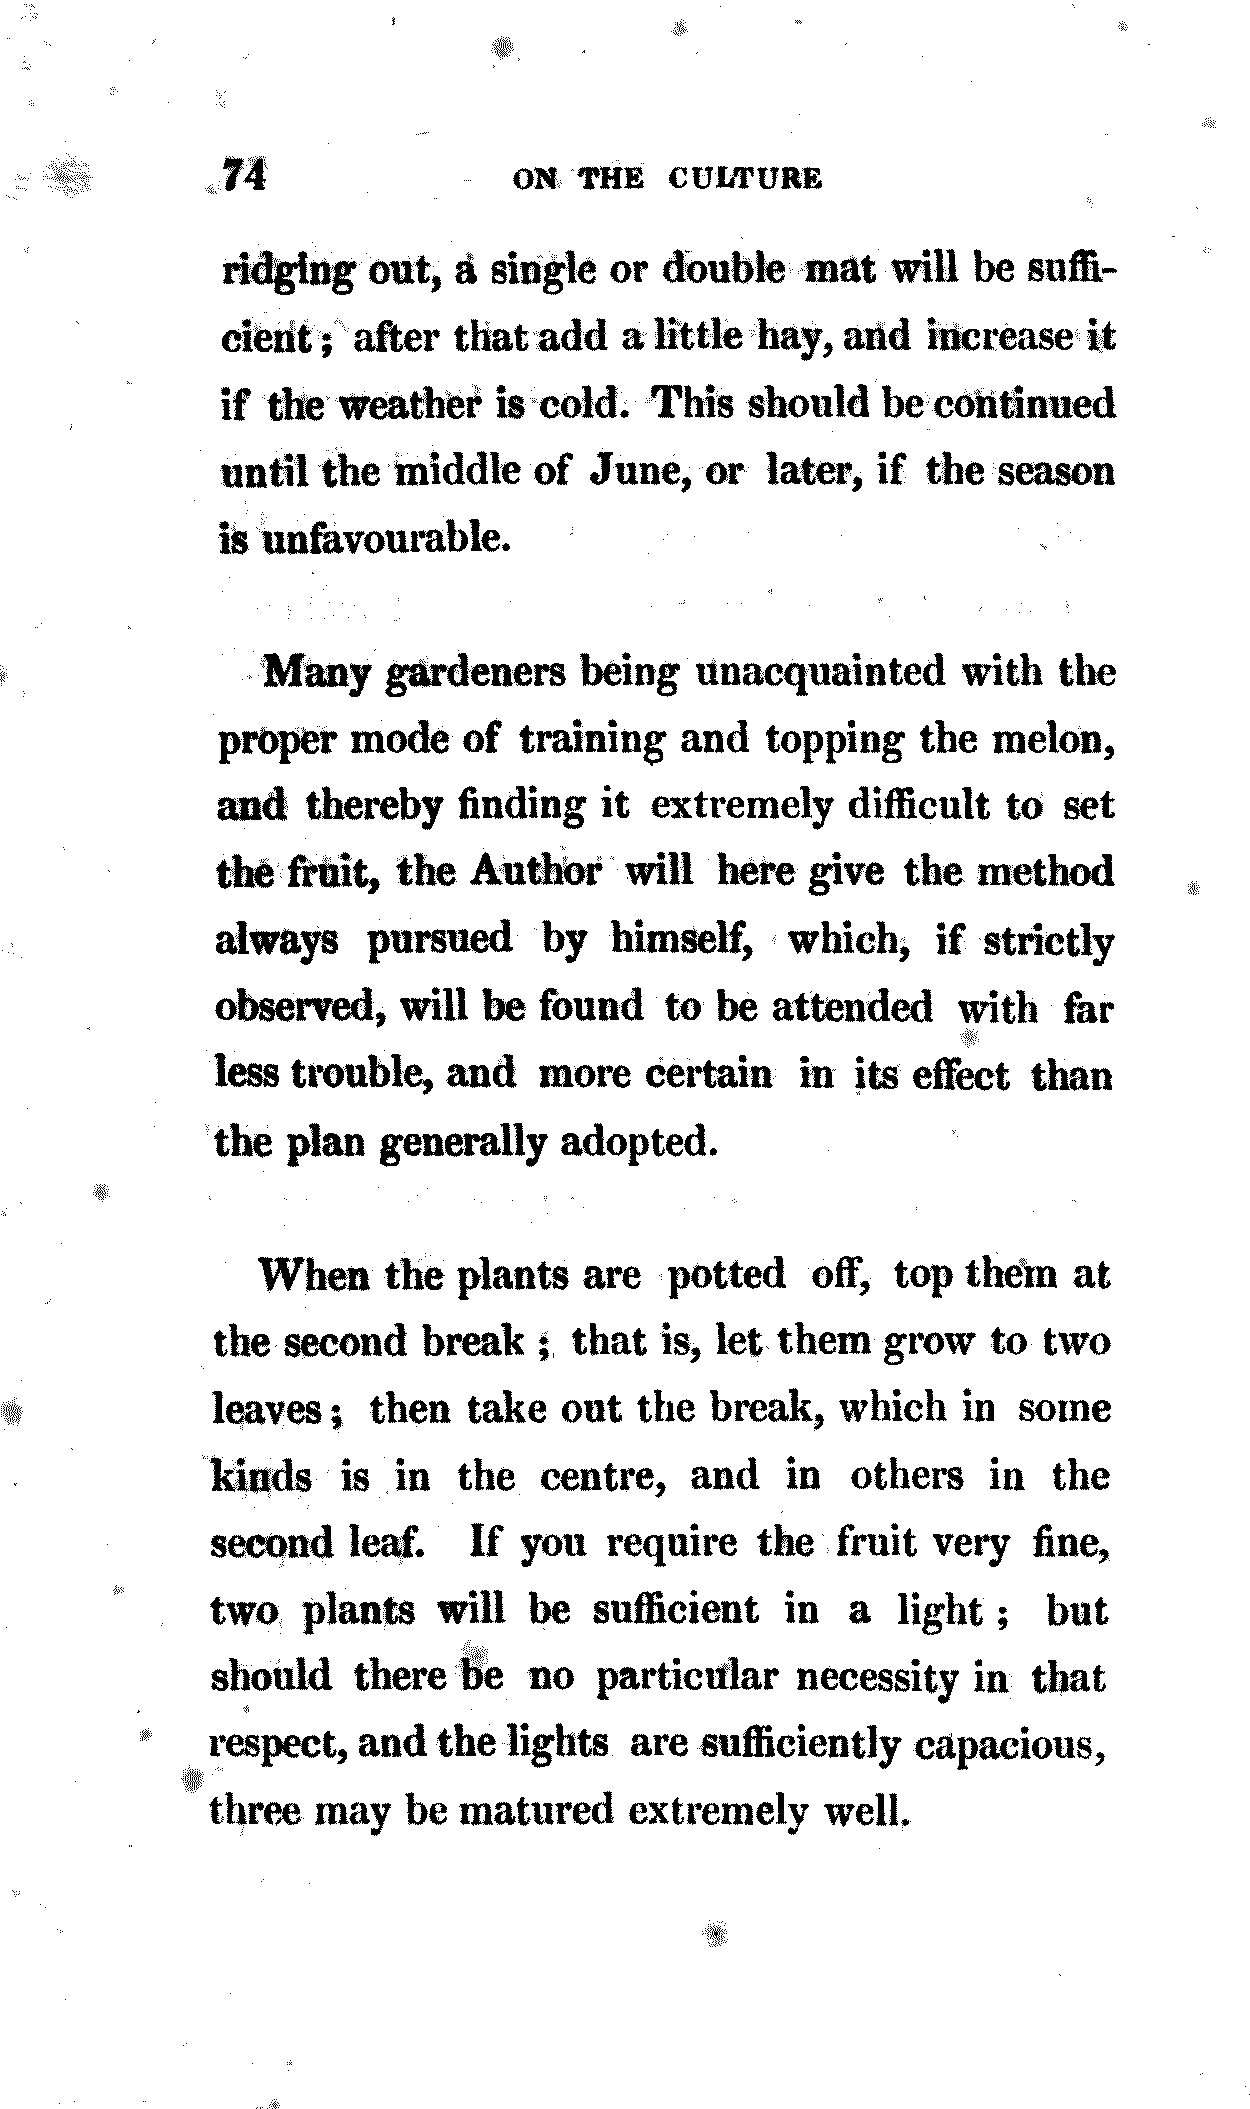 74 ON THE CULTURE
ridging out, a single or double mat will be suffi-
cient; after that add a little hay, and increase it
if the weather is cold. This should be continued
until the middle of June, or later, if the season
is unfavourable.
Many gardeners being unacquainted with the
proper mode of training and topping the melon,
and thereby finding it extremely difficult to set
the fruit, the Author will here give the method
always pursued by himself, which, if strictly
observed, will be found to be attended with far
less trouble, and more certain in its effect than
the plan generally adopted.
When the plants are potted off, top them at
the second break; that is, let them grow to two
leaves; then take out the break, which in some
kinds is in the centre, and in others in the
second leaf. If you require the fruit very fine,
two plants will be sufficient in a light; but
should there be no particular necessity in that
respect, and the lights are sufficiently capacious,
three may be matured extremely well.